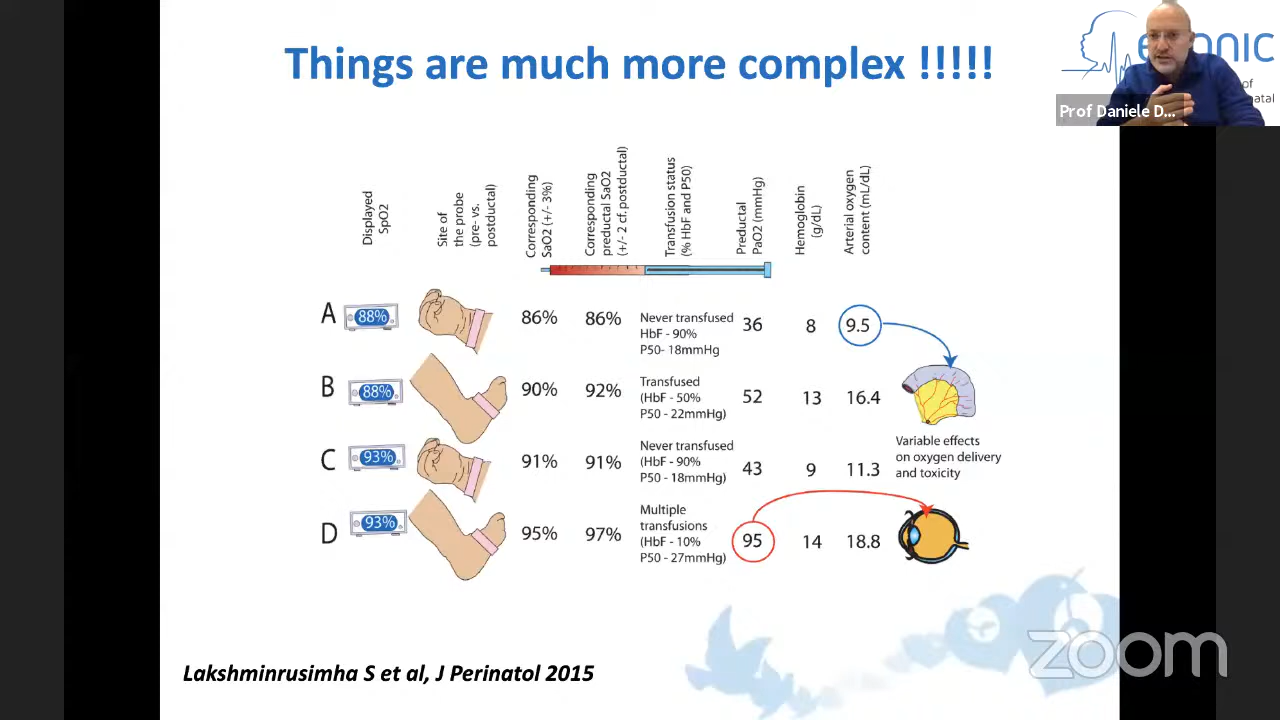 Things are much more complex !!!!!
of
natal
Prof Daniele D...
Displayed
SpO2
Site of
the probe
(pre- vs.
postductal)
Corresponding
SaO2 (+/- 3%)
Corresponding
preductal SaO2
(+/- 2 cf. postductal)
Transfusion status
(% HbF and P50)
Preductal
PaO2 (mmHg)
Hemoglobin
(g/dL)
Arterial oxygen
content (mL/dL)
A
88%
86%
86%
Never transfused
HbF - 90%
P50- 18mmHg
36
8
9.5
B
88%
90%
92%
Transfused
(HbF - 50%
P50 - 22mmHg)
52
13
16.4
Variable effects
on oxygen delivery
and toxicity
C
93%
91%
91%
Never transfused
(HbF - 90%
P50 - 18mmHg)
43
9
11.3
D
93%
95%
97%
Multiple
transfusions
(HbF - 10%
P50 - 27mmHg)
95
14
18.8
Lakshminrusimha S et al, J Perinatol 2015
zoom